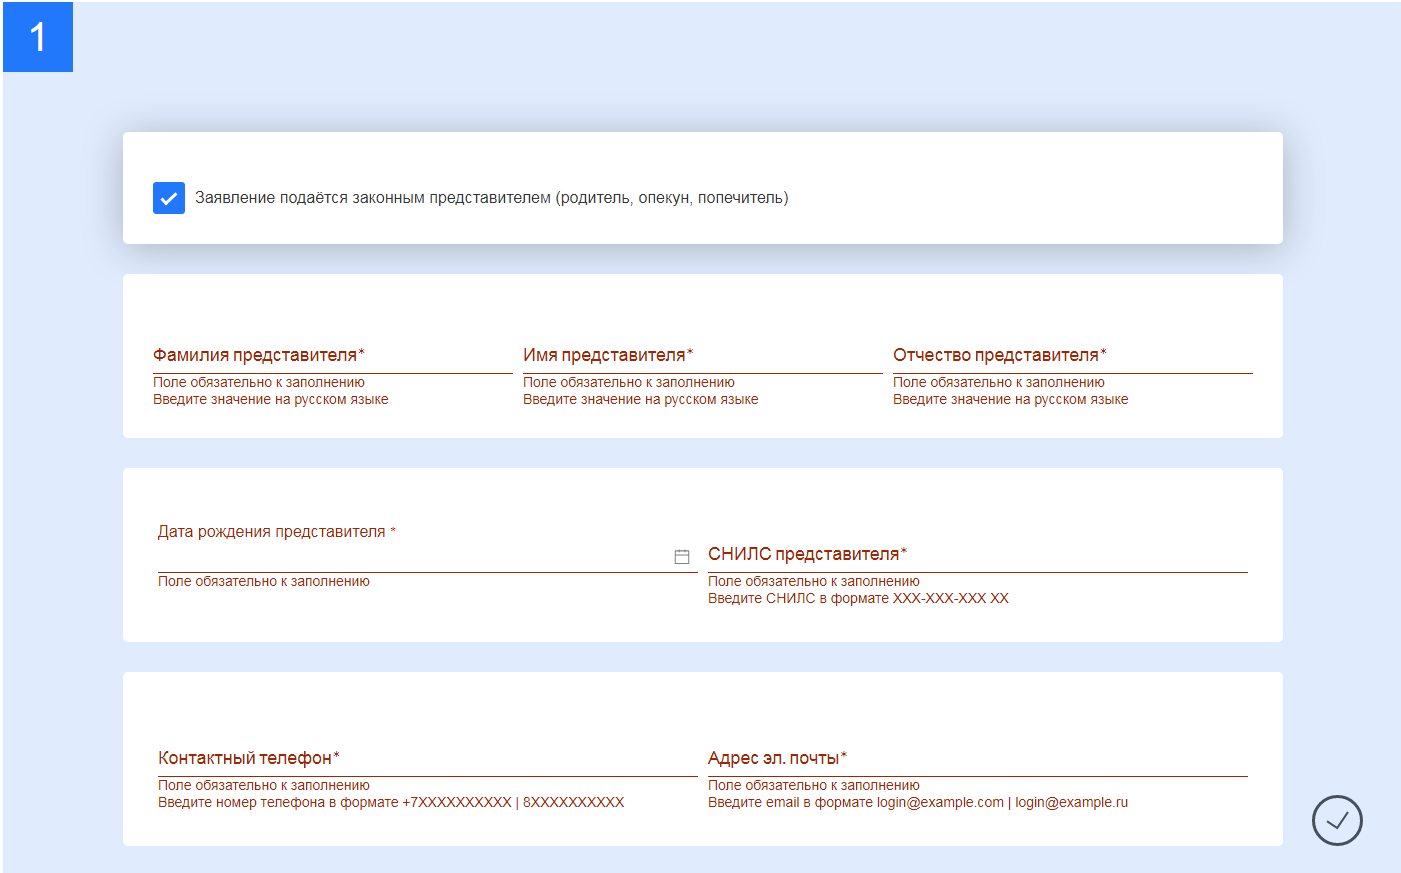 1
Заявление подаётся законным представителем (родитель, опекун, попечитель)
Фамилия представителя*
Поле обязательно к заполнению
Введите значение на русском языке
Имя представителя*
Поле обязательно к заполнению
Введите значение на русском языке
Отчество представителя*
Поле обязательно к заполнению
Введите значение на русском языке
Дата рождения представителя *
Поле обязательно к заполнению
СНИЛС представителя*
Поле обязательно к заполнению
Введите СНИЛС в формате XXX-XXX-XXX XX
Контактный телефон*
Поле обязательно к заполнению
Введите номер телефона в формате +7XXXXXXXXXX | 8XXXXXXXXXX
Адрес эл. почты*
Поле обязательно к заполнению
Введите email в формате login@example.com | login@example.ru